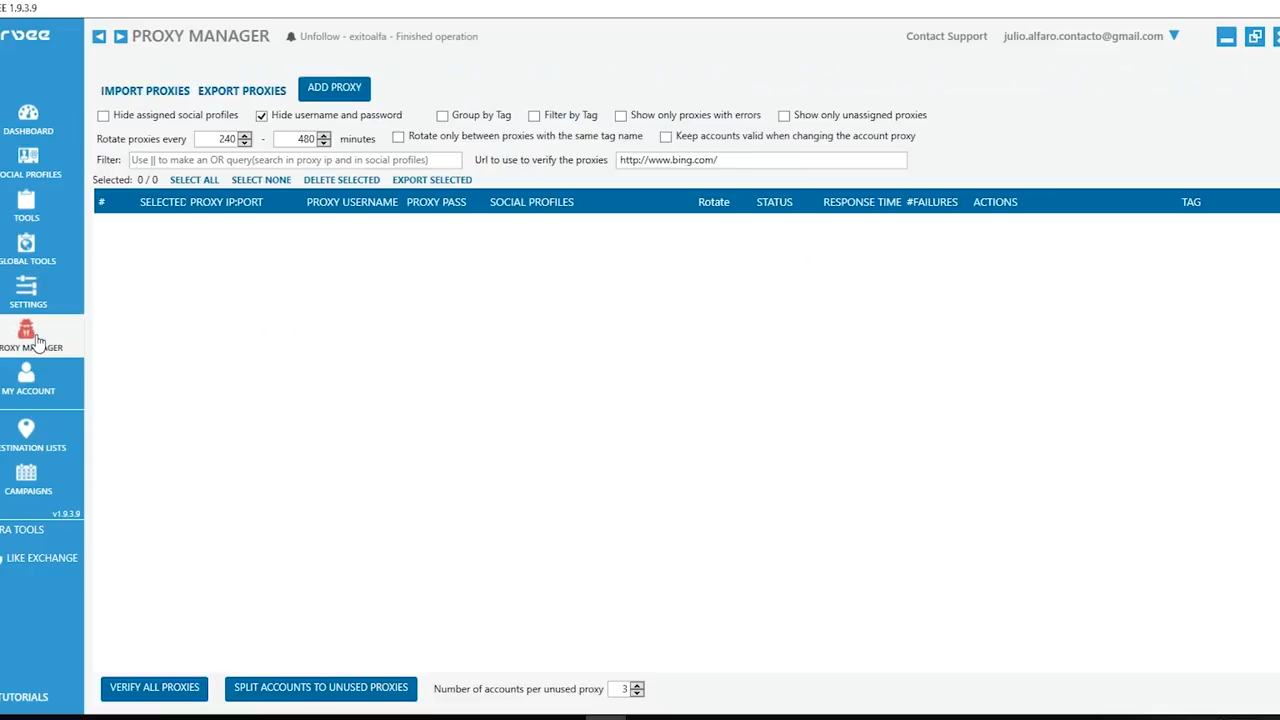 EE 1.9.3.9
rvee
PROXY MANAGER
Unfollow - exitoalfa - Finished operation
Contact Support
julio.alfaro.contacto@gmail.com
IMPORT PROXIES
EXPORT PROXIES
ADD PROXY
Hide assigned social profiles
Hide username and password
Group by Tag
Filter by Tag
Show only proxies with errors
Show only unassigned proxies
Rotate proxies every 240 - 480 minutes
Rotate only between proxies with the same tag name
Keep accounts valid when changing the account proxy
Filter: Use || to make an OR query(search in proxy ip and in social profiles)
Url to use to verify the proxies http://www.bing.com/
Selected: 0 / 0 SELECT ALL SELECT NONE DELETE SELECTED EXPORT SELECTED
# SELECTED PROXY IP:PORT PROXY USERNAME PROXY PASS SOCIAL PROFILES Rotate STATUS RESPONSE TIME #FAILURES ACTIONS TAG
DASHBOARD
OCIAL PROFILES
TOOLS
GLOBAL TOOLS
SETTINGS
ROXY MANAGER
MY ACCOUNT
ESTINATION LISTS
CAMPAIGNS
v1.9.3.9
RA TOOLS
LIKE EXCHANGE
TUTORIALS
VERIFY ALL PROXIES
SPLIT ACCOUNTS TO UNUSED PROXIES
Number of accounts per unused proxy 3